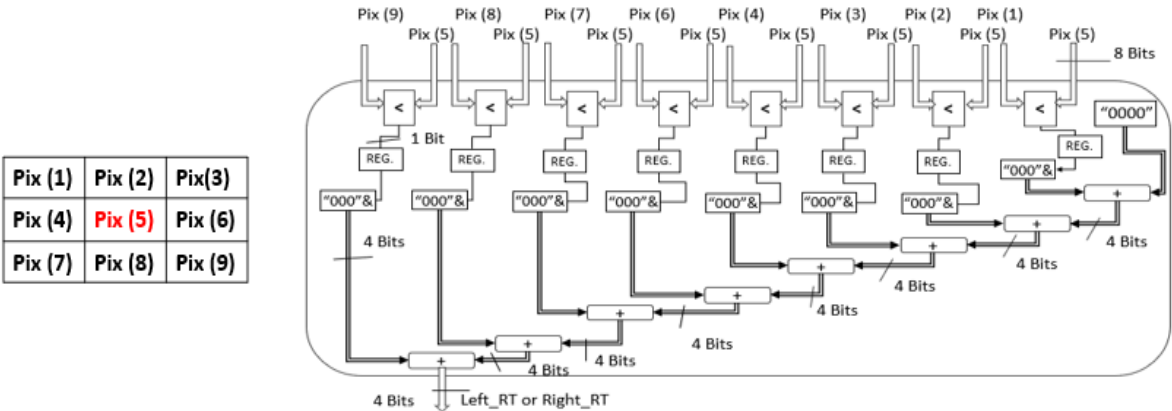 Pix (1) Pix (2) Pix(3)
Pix (4) Pix (5) Pix (6)
Pix (7) Pix (8) Pix (9)
Pix (9) Pix (8) Pix (7) Pix (6) Pix (4) Pix (3) Pix (2) Pix (1)
Pix (5) Pix (5) Pix (5) Pix (5) Pix (5) Pix (5) Pix (5) Pix (5)
8 Bits
< < < < < < < <
"0000"
1 Bit
REG. REG. REG. REG. REG. REG. REG. REG.
"000"&
"000"& "000"& "000"& "000"& "000"& "000"& "000"&
+
+
4 Bits 4 Bits
+
4 Bits
+
4 Bits
+
4 Bits
+
4 Bits
+
4 Bits
+
4 Bits
4 Bits Left_RT or Right_RT